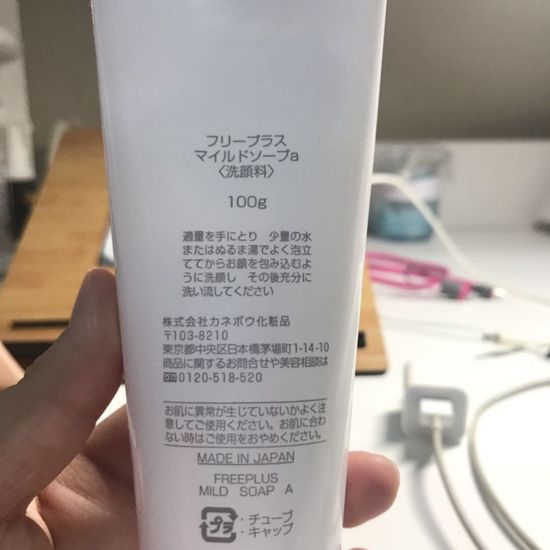 フリープラス
マイルドソープa
〈洗顔料〉
100g
適量を手にとり 少量の水
またはぬるま湯でよく泡立
ててからお顔を包み込むよ
うに洗顔し その後充分に
洗い流してください
株式会社カネボウ化粧品
〒103-8210
東京都中央区日本橋茅場町1-14-10
商品に関するお問合せや美容相談は
0120-518-520
お肌に異常が生じていないかよく注
意してご使用ください。お肌に合わ
ない時はご使用をおやめください。
MADE IN JAPAN
FREEPLUS
MILD SOAP A
プラ
・チューブ
・キャップ